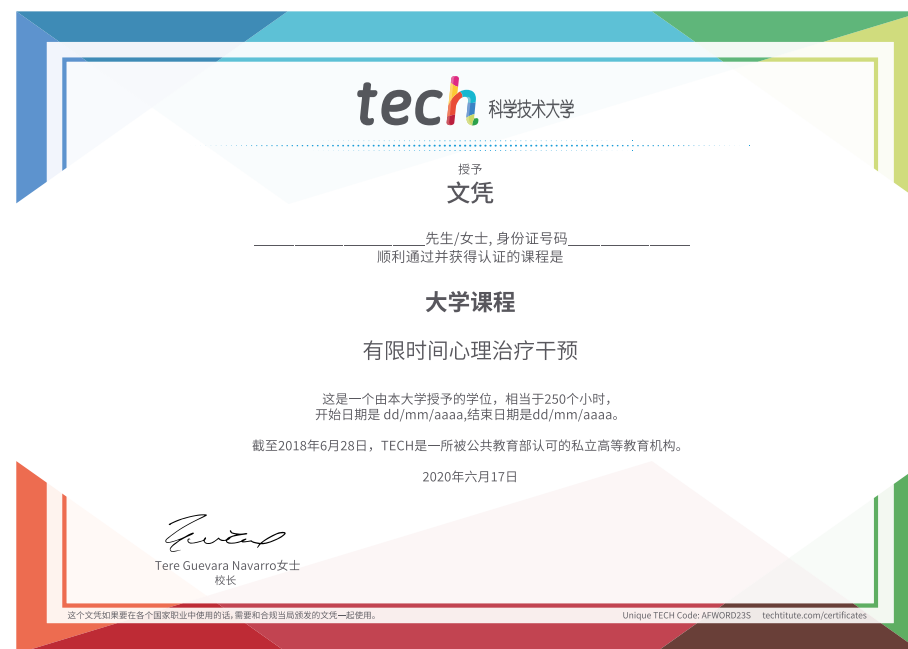 tech 科学技术大学
授予
文凭
先生/女士, 身份证号码
顺利通过并获得认证的课程是
大学课程
有限时间心理治疗干预
这是一个由本大学授予的学位，相当于250个小时，
开始日期是 dd/mm/aaaa,结束日期是dd/mm/aaaa。
截至2018年6月28日，TECH是一所被公共教育部认可的私立高等教育机构。
2020年六月17日
Tere Guevara Navarro女士
校长
这个文凭如果要在各个国家职业中使用的话,需要和合规当局颁发的文凭一起使用。 Unique TECH Code: AFWORD23S techtitute.com/certificates